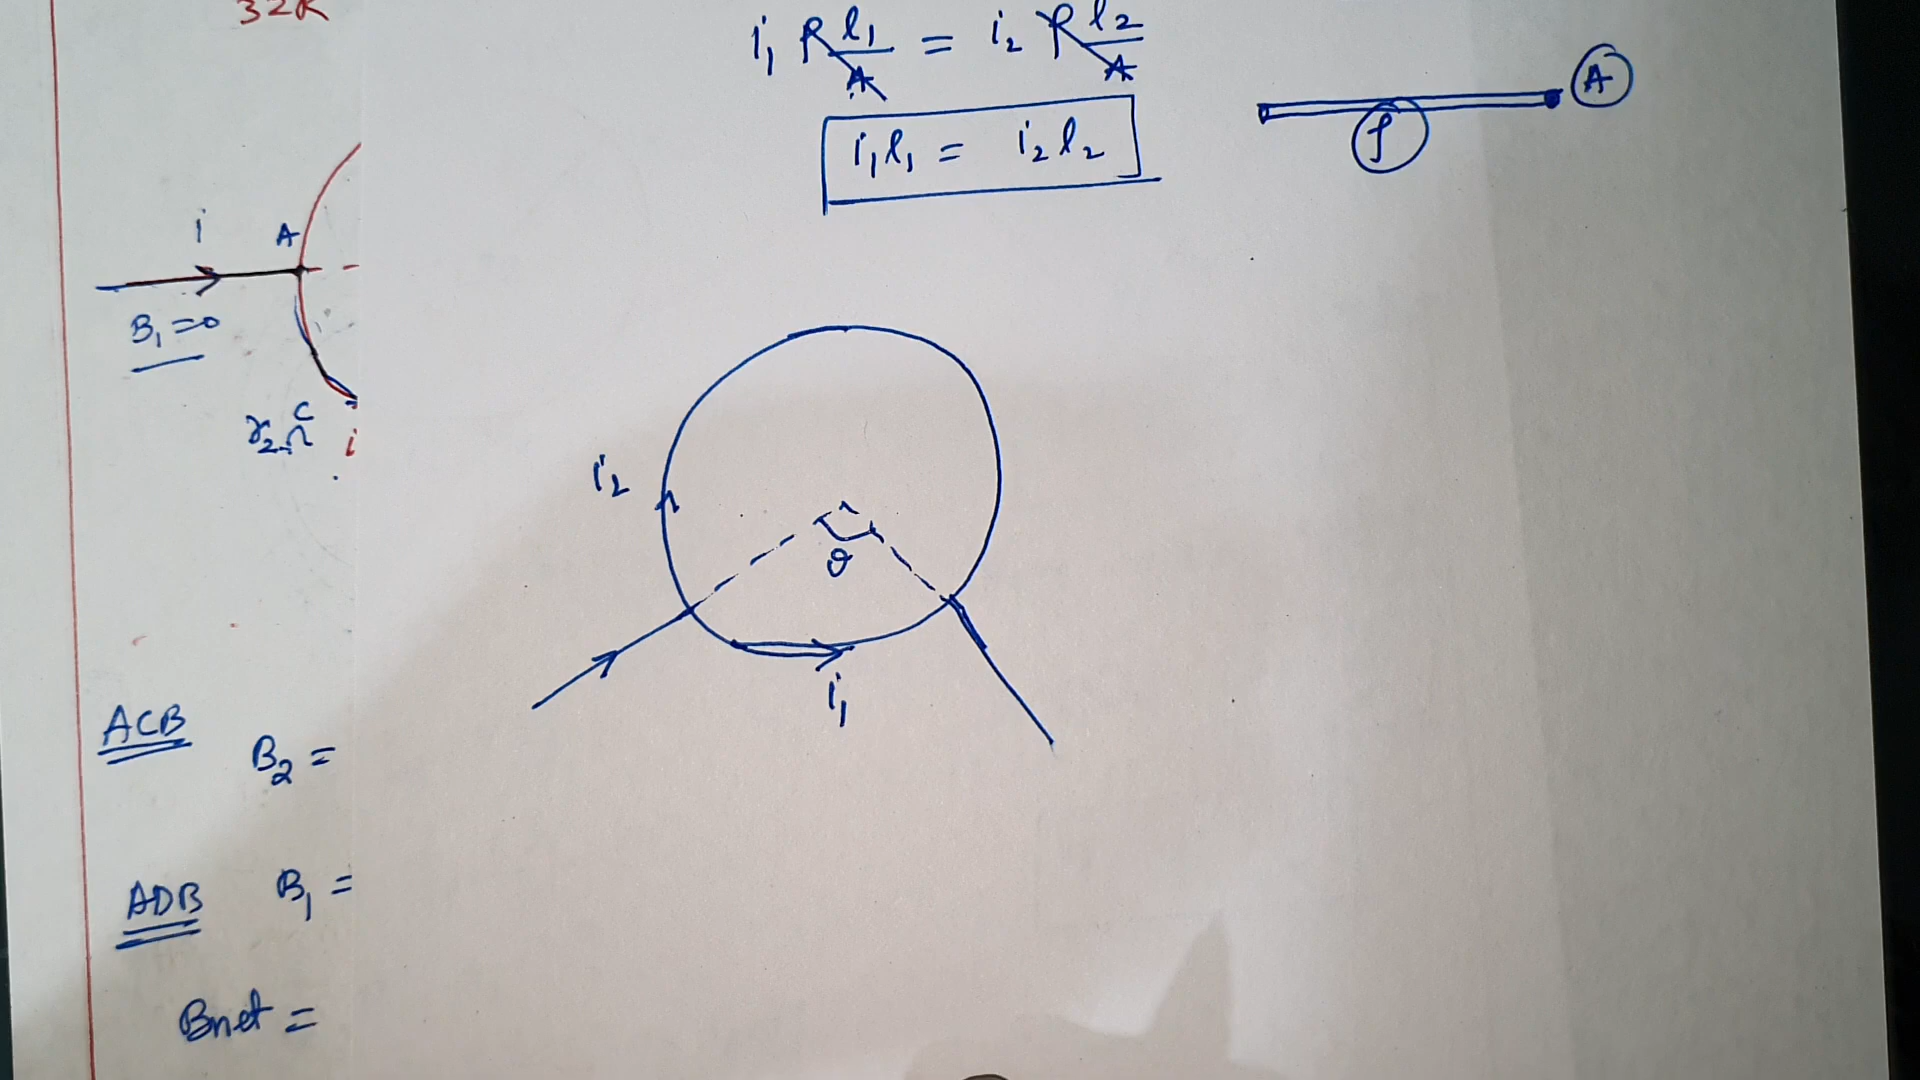 32R
i₁ ρ l₁/A = i₂ ρ l₂/A
A
ρ
i₁l₁ = i₂l₂
i
A
B₁ = 0
C
i
i₂
θ
i₁
ACB
B₂ =
ADB B₁ =
Bnet =